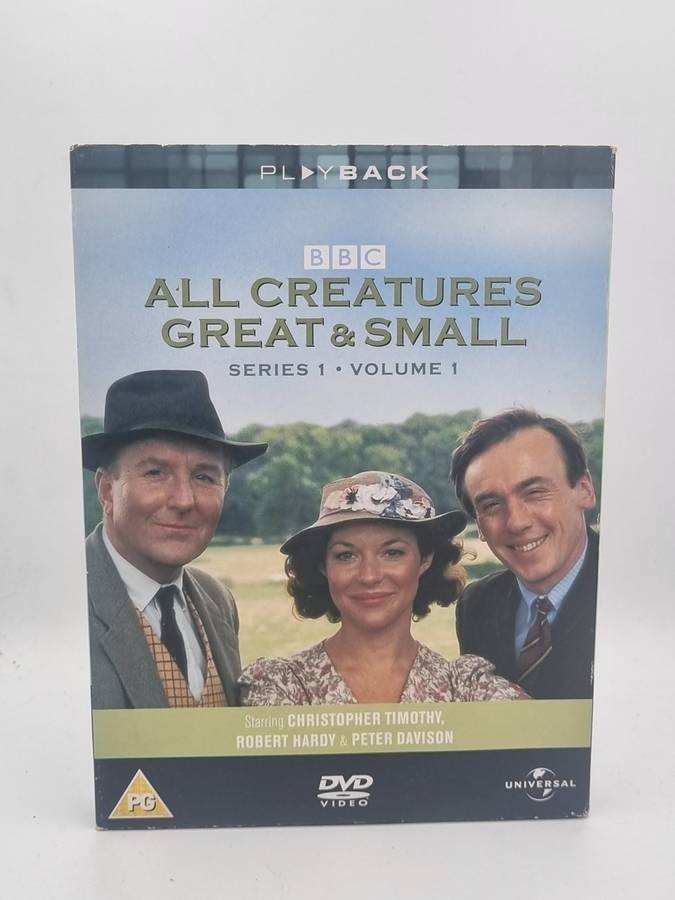 PLAYBACK
BBC
ALL CREATURES
GREAT & SMALL
SERIES 1 • VOLUME 1
Starring CHRISTOPHER TIMOTHY,
ROBERT HARDY & PETER DAVISON
PG
DVD
VIDEO
UNIVERSAL